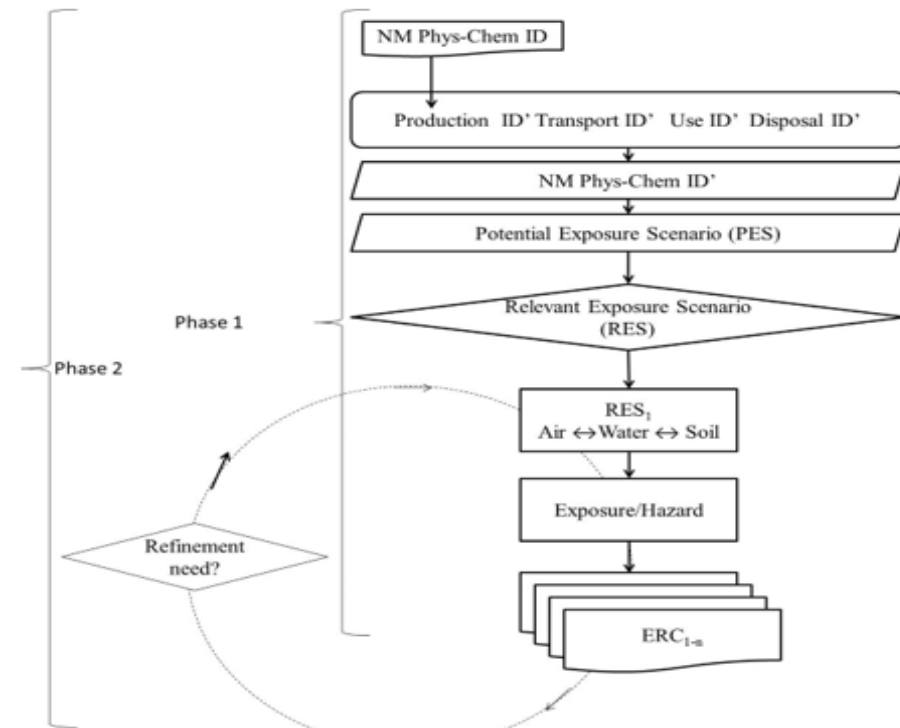 NM Phys-Chem ID
Production ID’ Transport ID’ Use ID’ Disposal ID’
NM Phys-Chem ID’
Potential Exposure Scenario (PES)
Relevant Exposure Scenario
(RES)
Phase 1
Phase 2
RES₁
Air ↔Water ↔ Soil
Exposure/Hazard
Refinement
need?
ERC₁₋ₙ